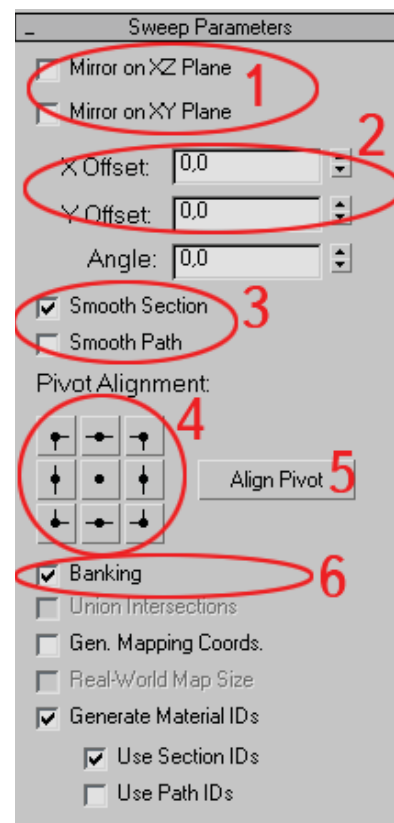 Sweep Parameters
Mirror on XZ Plane
1
Mirror on XY Plane
2
X Offset: 0,0
Y Offset: 0,0
Angle: 0,0
Smooth Section
3
Smooth Path
Pivot Alignment:
4
Align Pivot 5
Banking 6
Union Intersections
Gen. Mapping Coords.
Real-World Map Size
Generate Material IDs
Use Section IDs
Use Path IDs